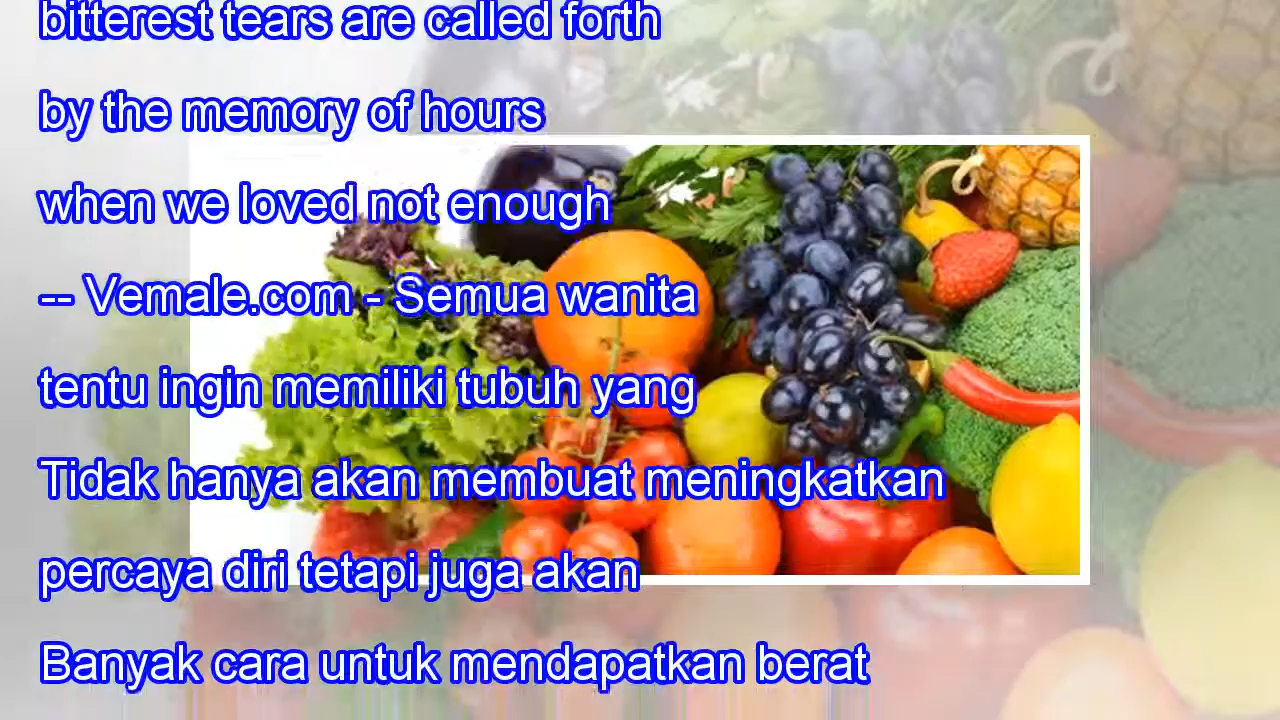 bitterest tears are called forth
by the memory of hours
when we loved not enough
-- Vemale.com - Semua wanita
tentu ingin memiliki tubuh yang
Tidak hanya akan membuat meningkatkan
percaya diri tetapi juga akan
Banyak cara untuk mendapatkan berat